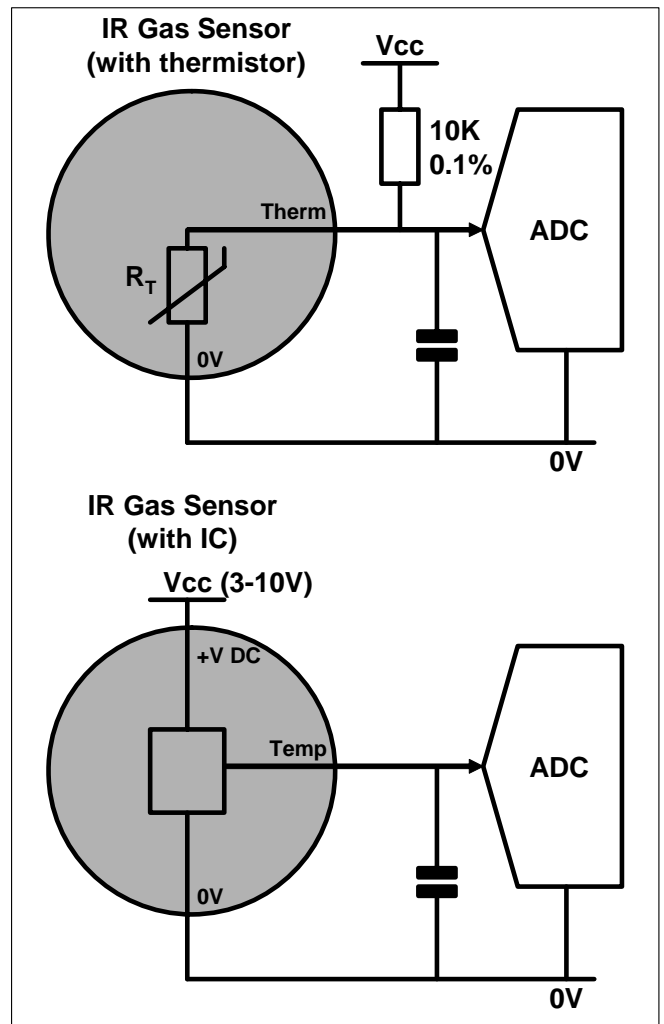 IR Gas Sensor
(with thermistor)
Vcc
10K
0.1%
Therm
ADC
RT
0V
0V
IR Gas Sensor
(with IC)
Vcc (3-10V)
+V DC
Temp
ADC
0V
0V